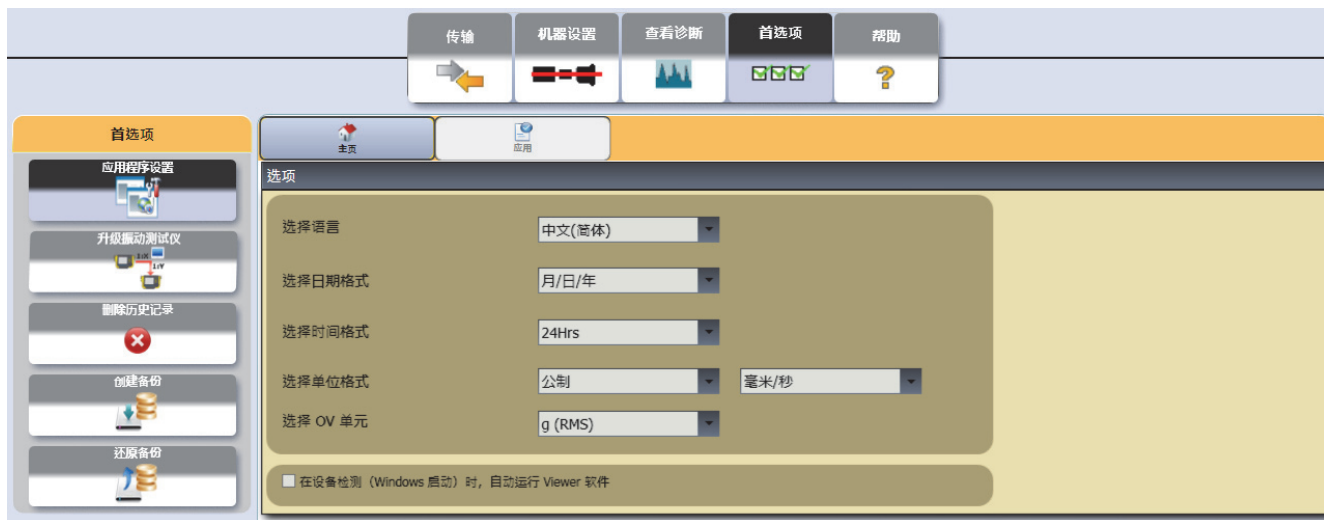 传输
机器设置
查看诊断
首选项
帮助
首选项
应用程序设置
升级振动测试仪
删除历史记录
创建备份
还原备份
主页
应用
选项
选择语言 中文(简体)
选择日期格式 月/日/年
选择时间格式 24Hrs
选择单位格式 公制 毫米/秒
选择 OV 单元 g (RMS)
在设备检测（Windows 启动）时，自动运行 Viewer 软件